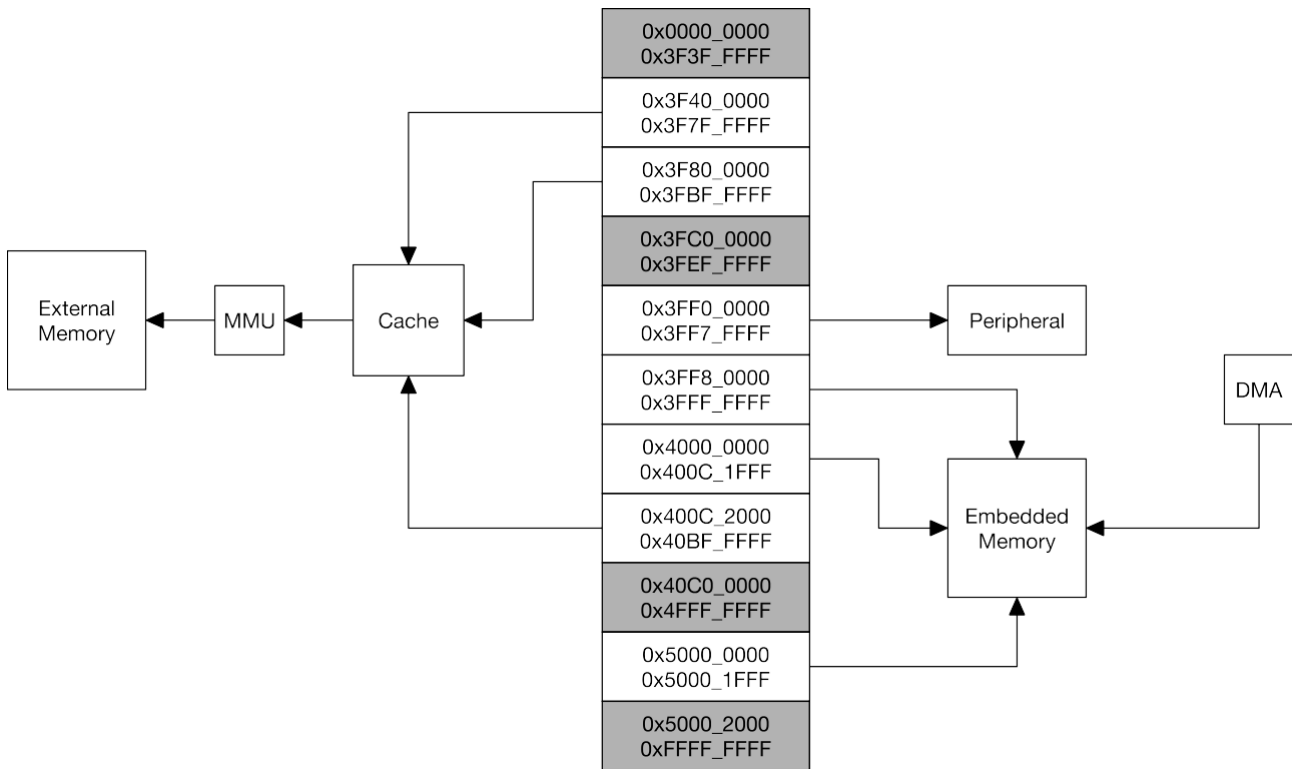 0x0000_0000
0x3F3F_FFFF
0x3F40_0000
0x3F7F_FFFF
0x3F80_0000
0x3FBF_FFFF
0x3FC0_0000
0x3FEF_FFFF
0x3FF0_0000
0x3FF7_FFFF
0x3FF8_0000
0x3FFF_FFFF
0x4000_0000
0x400C_1FFF
0x400C_2000
0x40BF_FFFF
0x40C0_0000
0x4FFF_FFFF
0x5000_0000
0x5000_1FFF
0x5000_2000
0xFFFF_FFFF
External
Memory
MMU
Cache
Peripheral
DMA
Embedded
Memory